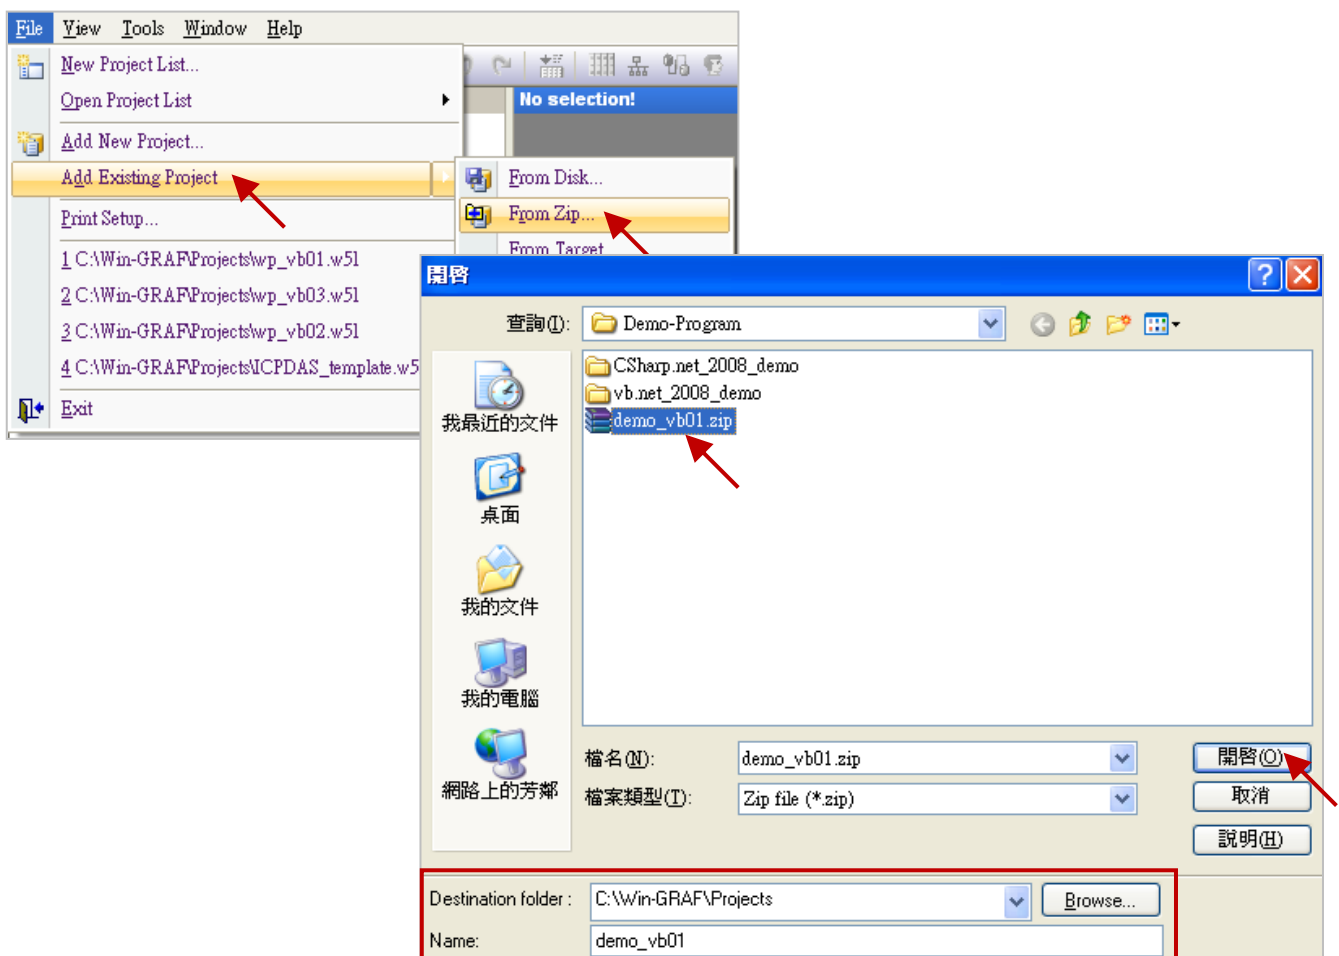 File View Tools Window Help
New Project List...
Open Project List
Add New Project...
Add Existing Project
Print Setup...
1 C:\Win-GRAF\Projects\wp_vb01.w5l
2 C:\Win-GRAF\Projects\wp_vb03.w5l
3 C:\Win-GRAF\Projects\wp_vb02.w5l
4 C:\Win-GRAF\Projects\ICPDAS_template.w5
Exit
No selection!
From Disk...
From Zip...
From Target
開啓
查詢(I): Demo-Program
CSharp.net_2008_demo
vb.net_2008_demo
demo_vb01.zip
我最近的文件
桌面
我的文件
我的電腦
網路上的芳鄰
檔名(N): demo_vb01.zip 開啓(O)
檔案類型(T): Zip file (*.zip) 取消
說明(H)
Destination folder : C:\Win-GRAF\Projects Browse...
Name: demo_vb01